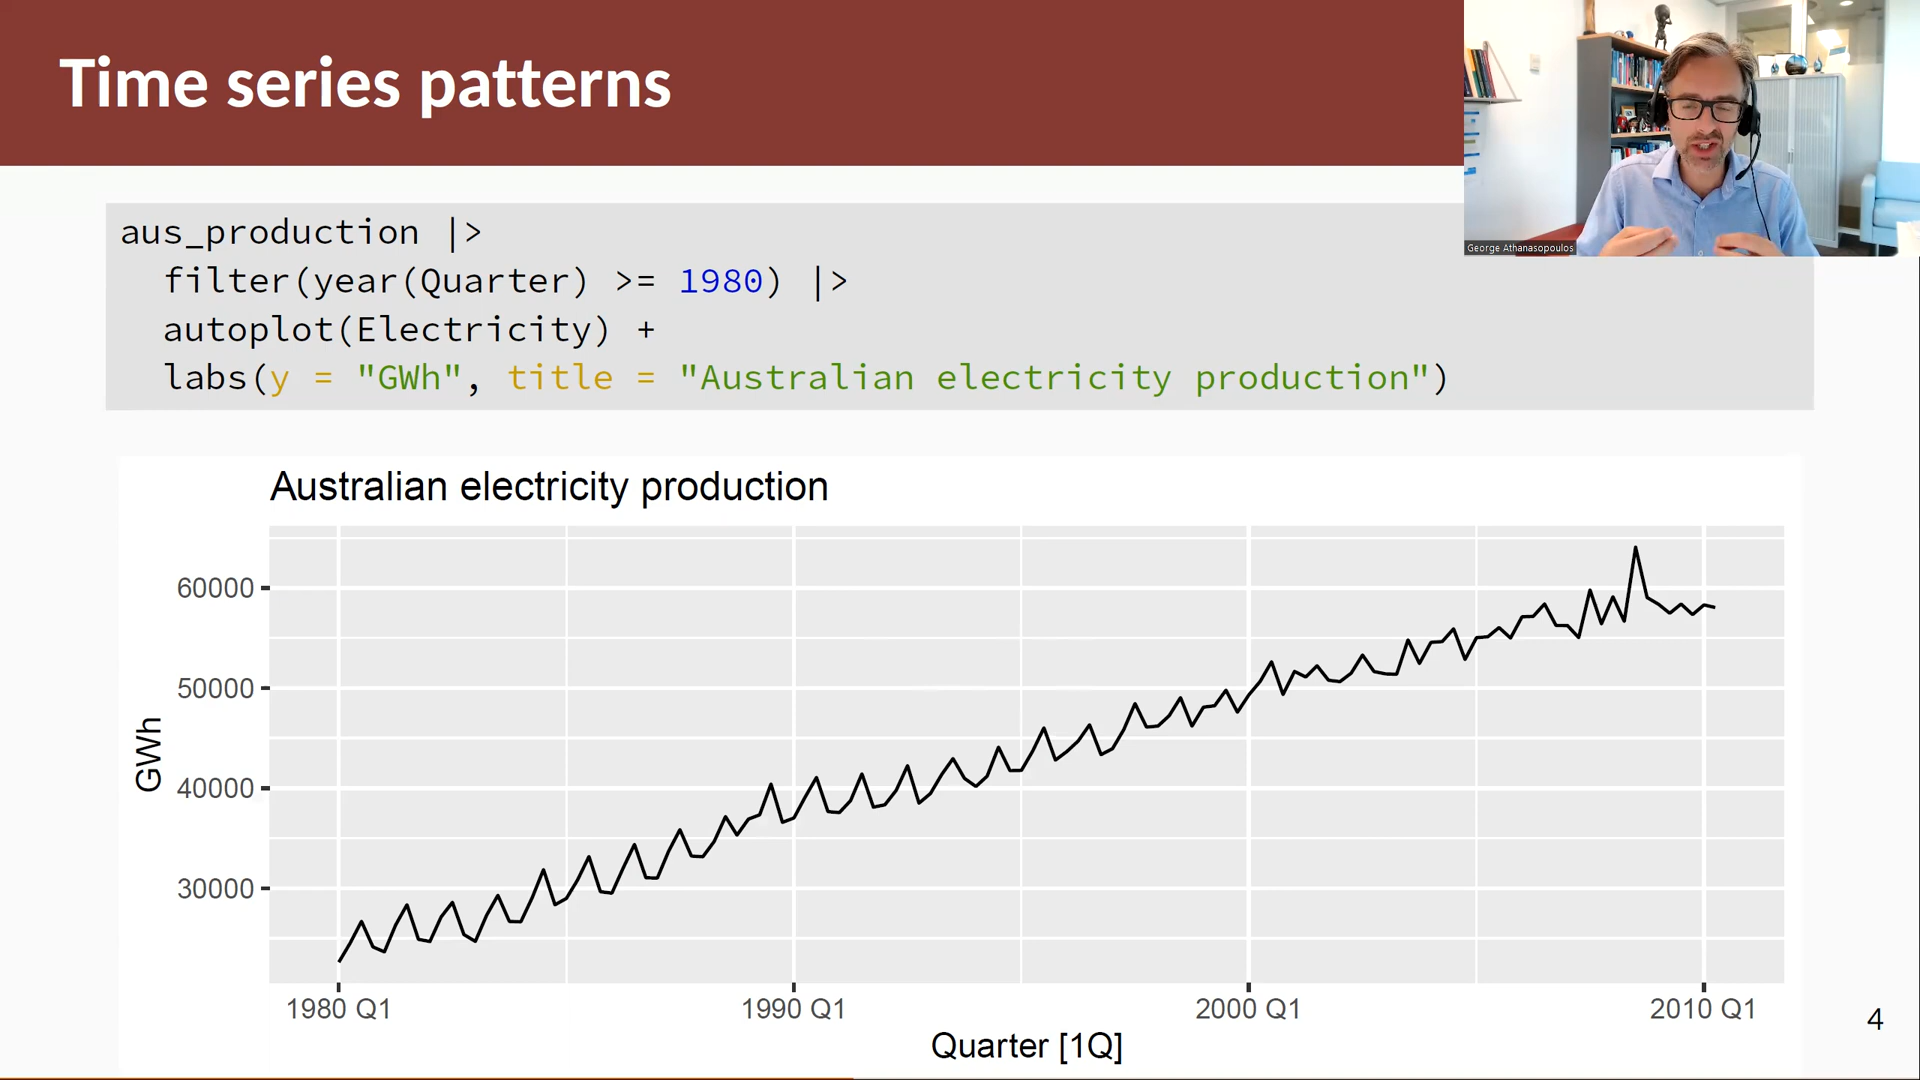 Time series patterns
George Athanasopoulos
aus_production |>
filter(year(Quarter) >= 1980) |>
autoplot(Electricity) +
labs(y = "GWh", title = "Australian electricity production")
Australian electricity production
60000
50000
40000
30000
GWh
1980 Q1
1990 Q1
2000 Q1
2010 Q1
Quarter [1Q]
4